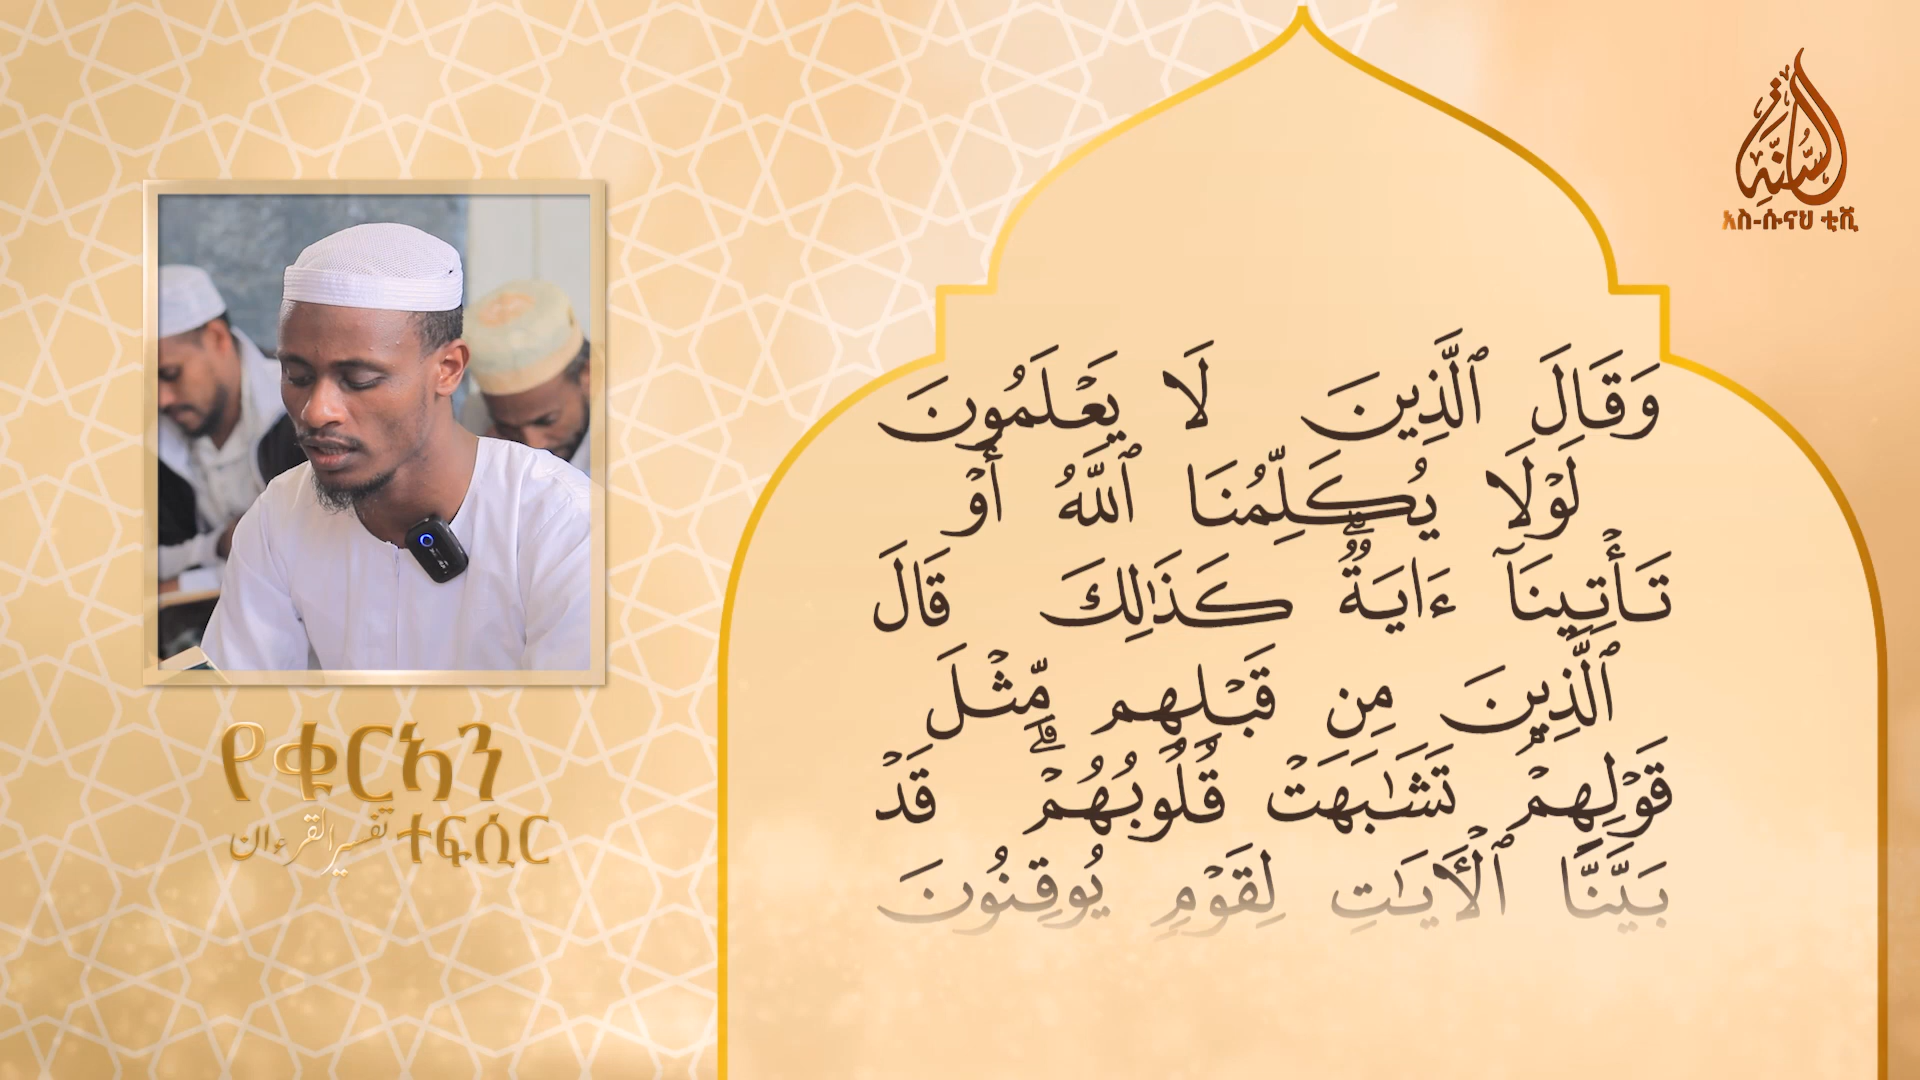 السنة
አስ-ሱናህ ቲቪ
وَقَالَ ٱلَّذِينَ لَا يَعۡلَمُونَ
لَوۡلَا يُكَلِّمُنَا ٱللَّهُ أَوۡ
تَأۡتِينَآ ءَايَةٞۗ كَذَٰلِكَ قَالَ
ٱلَّذِينَ مِن قَبۡلِهِم مِّثۡلَ
قَوۡلِهِمۡۘ تَشَٰبَهَتۡ قُلُوبُهُمۡۗ قَدۡ
بَيَّنَّا ٱلۡأٓيَٰتِ لِقَوۡمٖ يُوقِنُونَ
የቁርኣን
ተፍሲር تفسير القرءان